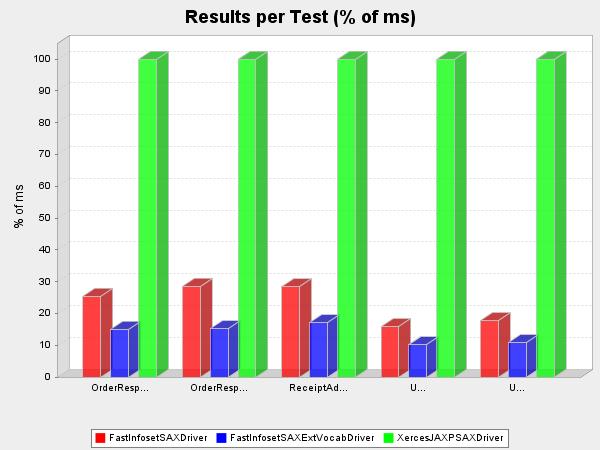 Results per Test (% of ms)
% of ms
100
90
80
70
60
50
40
30
20
10
0
OrderResp... OrderResp... ReceiptAd... U... U...
FastInfosetSAXDriver FastInfosetSAXExtVocabDriver XercesJAXPSAXDriver